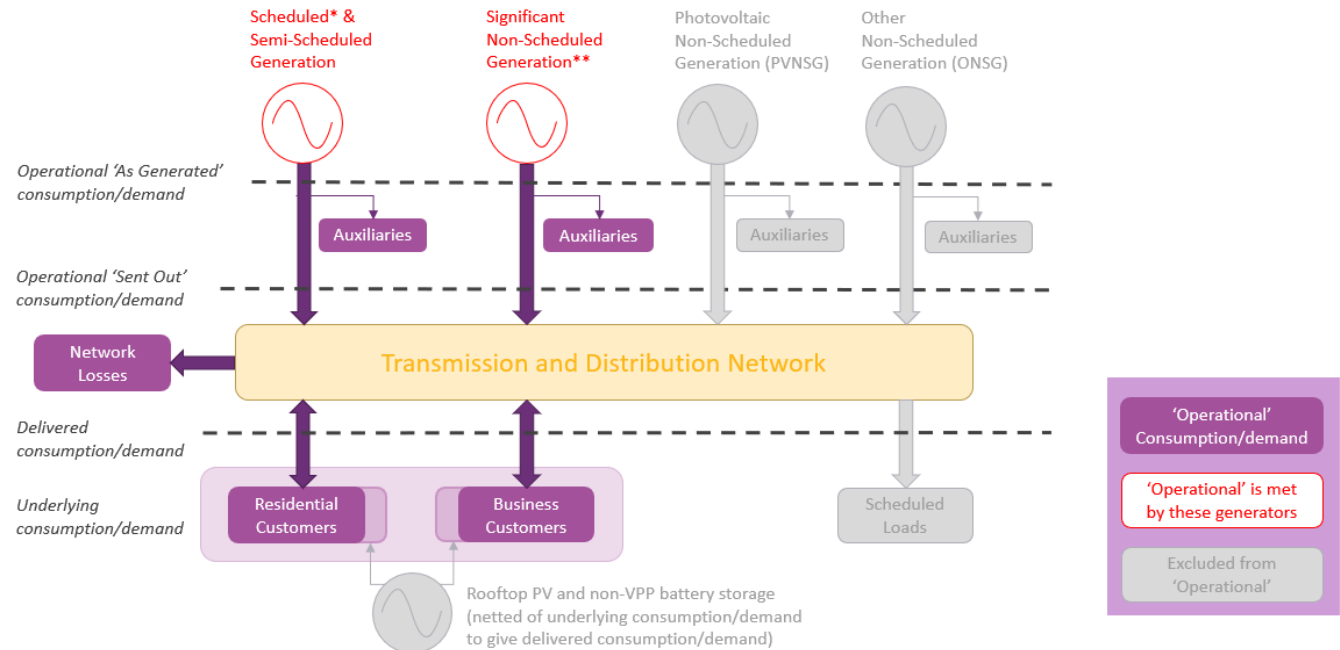 Scheduled* &
Semi-Scheduled
Generation
Significant
Non-Scheduled
Generation**
Photovoltaic
Non-Scheduled
Generation (PVNSG)
Other
Non-Scheduled
Generation (ONSG)
Operational ‘As Generated’
consumption/demand
Auxiliaries
Auxiliaries
Auxiliaries
Auxiliaries
Operational ‘Sent Out’
consumption/demand
Network
Losses
Transmission and Distribution Network
Delivered
consumption/demand
Underlying
consumption/demand
Residential
Customers
Business
Customers
Scheduled
Loads
Rooftop PV and non-VPP battery storage
(netted of underlying consumption/demand
to give delivered consumption/demand)
‘Operational’
Consumption/demand
‘Operational’ is met
by these generators
Excluded from
‘Operational’